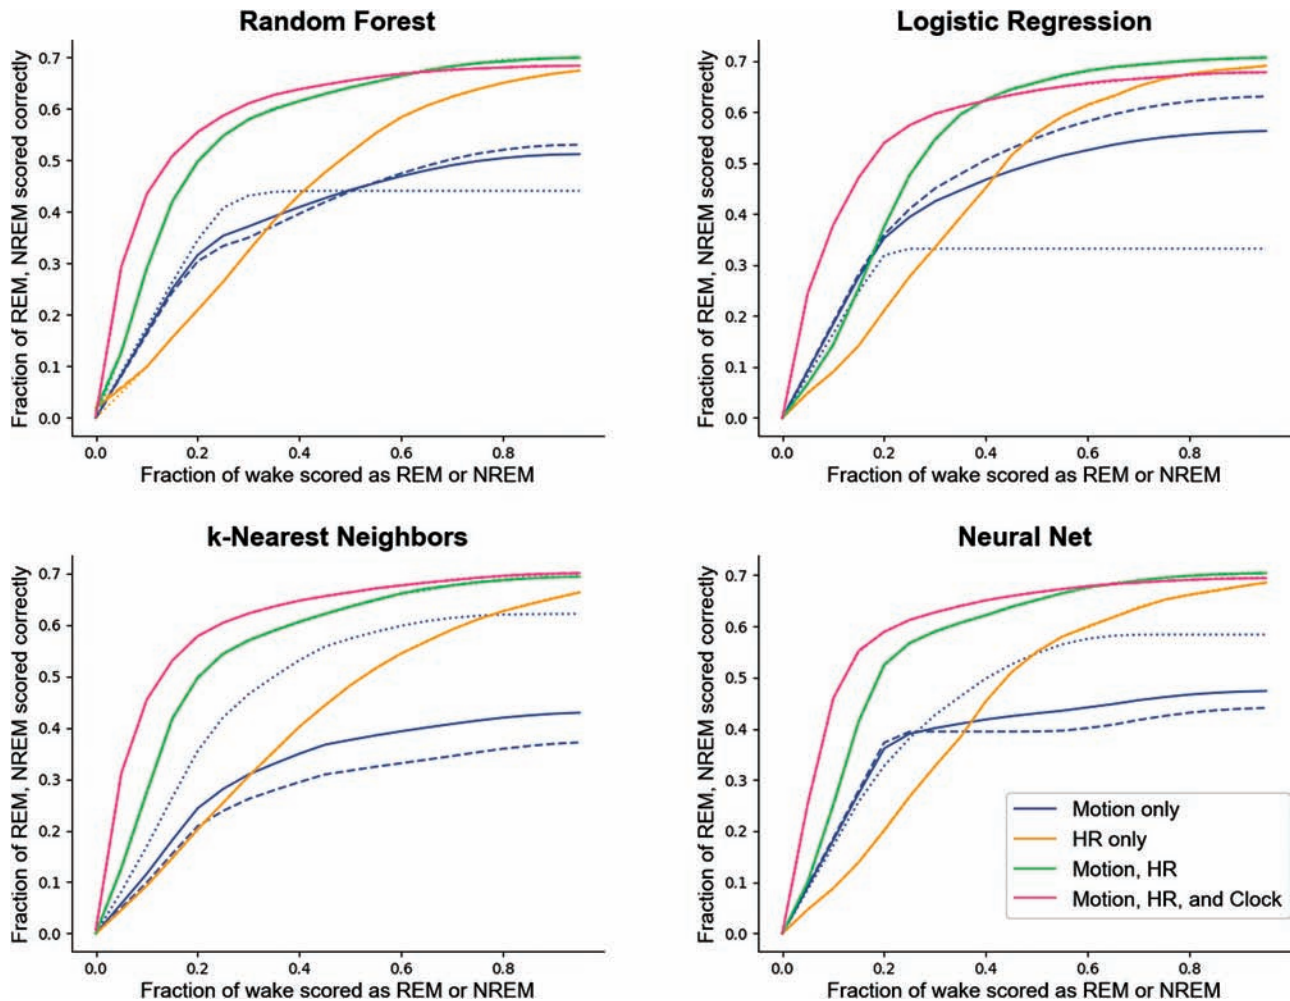 Random Forest
Fraction of REM, NREM scored correctly
0.7
0.6
0.5
0.4
0.3
0.2
0.1
0.0
0.0 0.2 0.4 0.6 0.8
Fraction of wake scored as REM or NREM
Logistic Regression
Fraction of REM, NREM scored correctly
0.7
0.6
0.5
0.4
0.3
0.2
0.1
0.0
0.0 0.2 0.4 0.6 0.8
Fraction of wake scored as REM or NREM
k-Nearest Neighbors
Fraction of REM, NREM scored correctly
0.7
0.6
0.5
0.4
0.3
0.2
0.1
0.0
0.0 0.2 0.4 0.6 0.8
Fraction of wake scored as REM or NREM
Neural Net
Fraction of REM, NREM scored correctly
0.7
0.6
0.5
0.4
0.3
0.2
0.1
0.0
0.0 0.2 0.4 0.6 0.8
Fraction of wake scored as REM or NREM
Motion only
HR only
Motion, HR
Motion, HR, and Clock